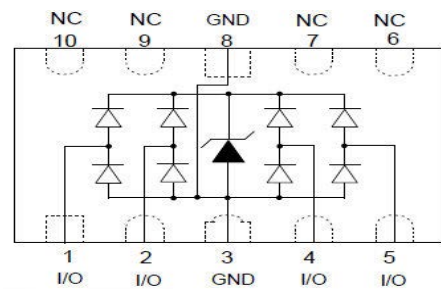 NC NC GND NC NC
10 9 8 7 6
1 2 3 4 5
I/O I/O GND I/O I/O